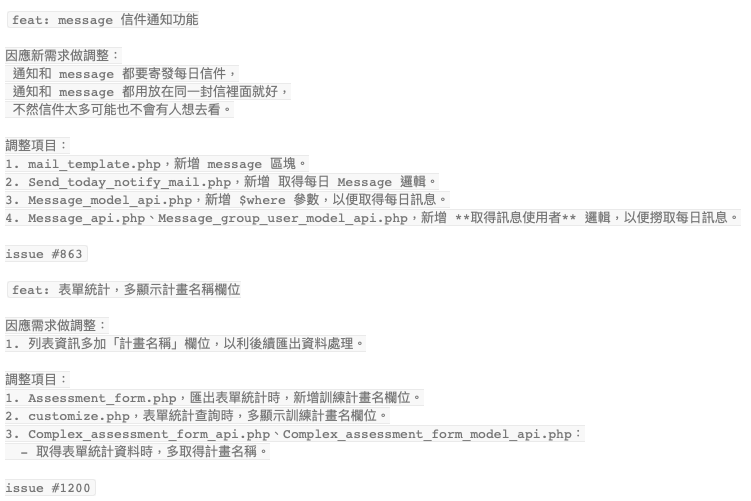 feat: message 信件通知功能
因應新需求做調整：
通知和 message 都要寄發每日信件，
通知和 message 都用放在同一封信裡面就好，
不然信件太多可能也不會有人想去看。
調整項目：
1. mail_template.php，新增 message 區塊。
2. Send_today_notify_mail.php，新增 取得每日 Message 邏輯。
3. Message_model_api.php，新增 $where 參數，以便取得每日訊息。
4. Message_api.php、Message_group_user_model_api.php，新增 **取得訊息使用者** 邏輯，以便撈取每日訊息。
issue #863
feat: 表單統計，多顯示計畫名稱欄位
因應需求做調整：
1. 列表資訊多加「計畫名稱」欄位，以利後續匯出資料處理。
調整項目：
1. Assessment_form.php，匯出表單統計時，新增訓練計畫名欄位。
2. customize.php，表單統計查詢時，多顯示訓練計畫名欄位。
3. Complex_assessment_form_api.php、Complex_assessment_form_model_api.php：
- 取得表單統計資料時，多取得計畫名稱。
issue #1200